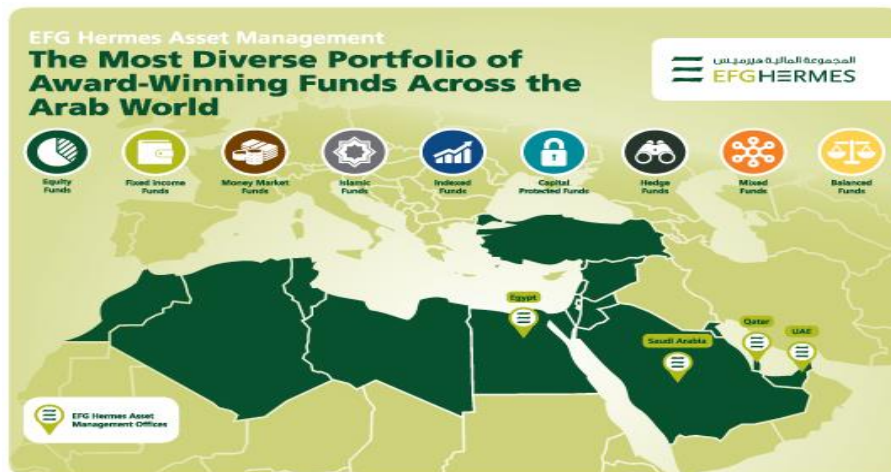 EFG Hermes Asset Management
The Most Diverse Portfolio of
Award-Winning Funds Across the
Arab World
المجموعة المالية هيرميس
EFGHERMES
Equity
Funds
Fixed Income
Funds
Money Market
Funds
Islamic
Funds
Indexed
Funds
Capital
Protected Funds
Hedge
Funds
Mixed
Funds
Balanced
Funds
Egypt
Saudi Arabia
Qatar
UAE
EFG Hermes Asset
Management Offices